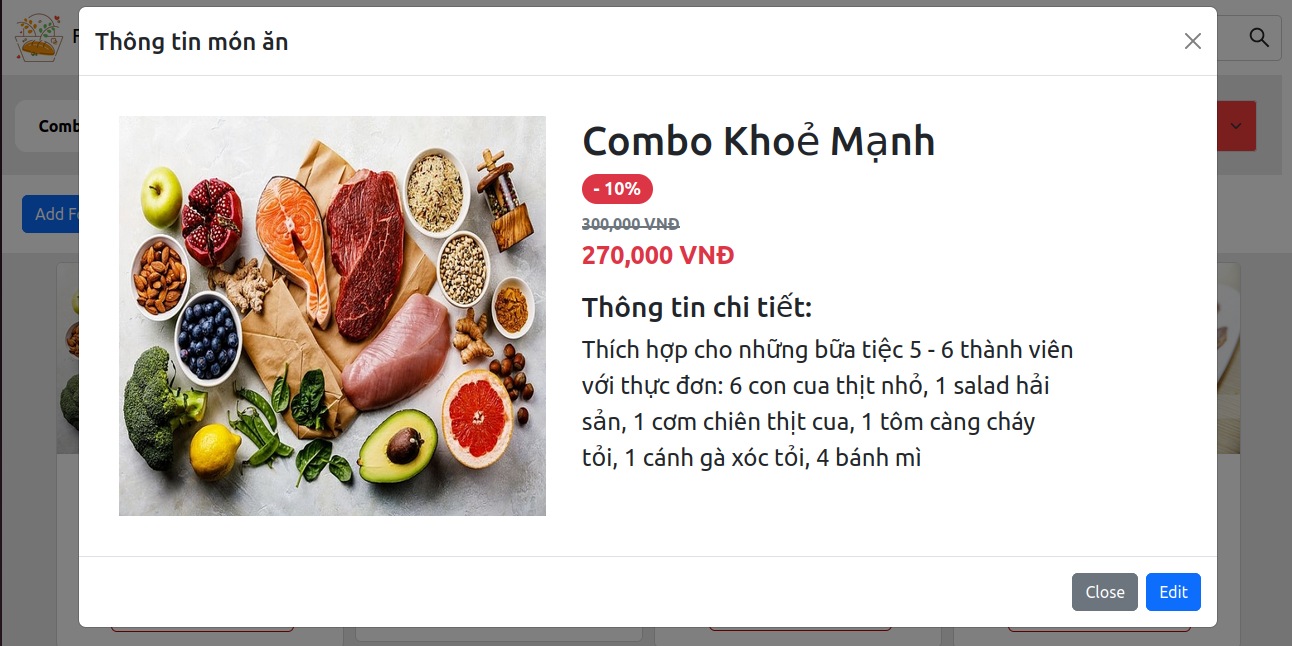 Thông tin món ăn
Comb
Add F
Combo Khoẻ Mạnh
- 10%
300,000 VNĐ
270,000 VNĐ
Thông tin chi tiết:
Thích hợp cho những bữa tiệc 5 - 6 thành viên
với thực đơn: 6 con cua thịt nhỏ, 1 salad hải
sản, 1 cơm chiên thịt cua, 1 tôm càng cháy
tỏi, 1 cánh gà xóc tỏi, 4 bánh mì
Close
Edit